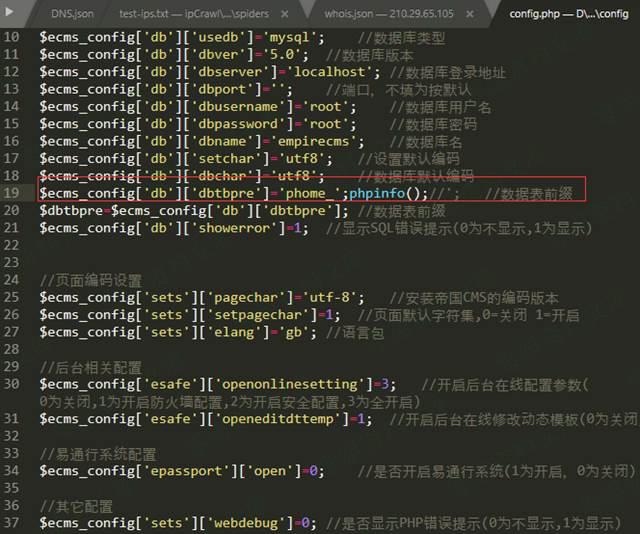 DNS.json
test-ips.txt — ipCrawl\...\spiders ×
whois.json — 210.29.65.105 ×
config.php — D\...\config
10 $ecms_config['db']['usedb']='mysql'; //数据库类型
11 $ecms_config['db']['dbver']='5.0'; //数据库版本
12 $ecms_config['db']['dbserver']='localhost'; //数据库登录地址
13 $ecms_config['db']['dbport']=''; //端口，不填为按默认
14 $ecms_config['db']['dbusername']='root'; //数据库用户名
15 $ecms_config['db']['dbpassword']='root'; //数据库密码
16 $ecms_config['db']['dbname']='empirecms'; //数据库名
17 $ecms_config['db']['setchar']='utf8'; //设置默认编码
18 $ecms_config['db']['dbchar']='utf8'; //数据库默认编码
19 $ecms_config['db']['dbtbpre']='phome_';phpinfo();//'; //数据表前缀
20 $dbtbpre=$ecms_config['db']['dbtbpre']; //数据表前缀
21 $ecms_config['db']['showerror']=1; //显示SQL错误提示(0为不显示,1为显示)
22
23
24 //页面编码设置
25 $ecms_config['sets']['pagechar']='utf-8'; //安装帝国CMS的编码版本
26 $ecms_config['sets']['setpagechar']=1; //页面默认字符集,0=关闭 1=开启
27 $ecms_config['sets']['elang']='gb'; //语言包
28
29 //后台相关配置
30 $ecms_config['esafe']['openonlinesetting']=3; //开启后台在线配置参数(
0为关闭,1为开启防火墙配置,2为开启安全配置,3为全开启)
31 $ecms_config['esafe']['openeditdttemp']=1; //开启后台在线修改动态模板(0为关闭
32
33 //易通行系统配置
34 $ecms_config['epassport']['open']=0; //是否开启易通行系统(1为开启，0为关闭)
35
36 //其它配置
37 $ecms_config['sets']['webdebug']=0; //是否显示PHP错误提示(0为不显示,1为显示)